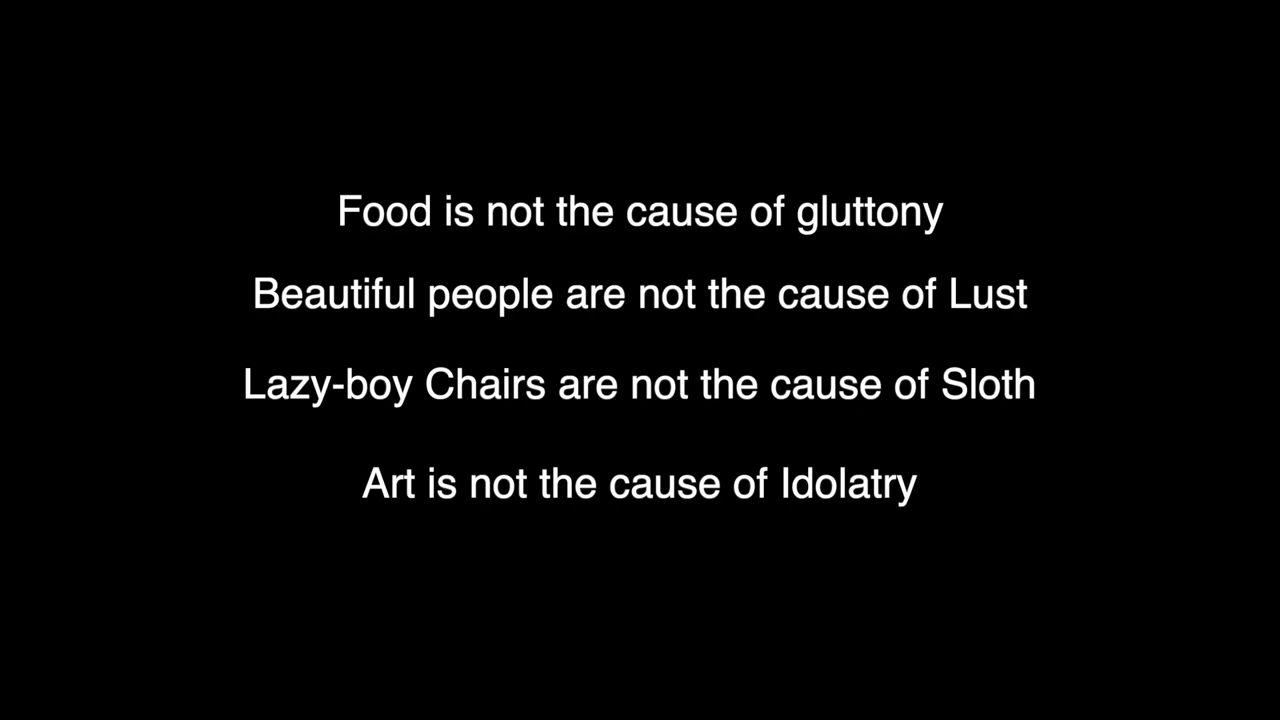 Food is not the cause of gluttony
Beautiful people are not the cause of Lust
Lazy-boy Chairs are not the cause of Sloth
Art is not the cause of Idolatry